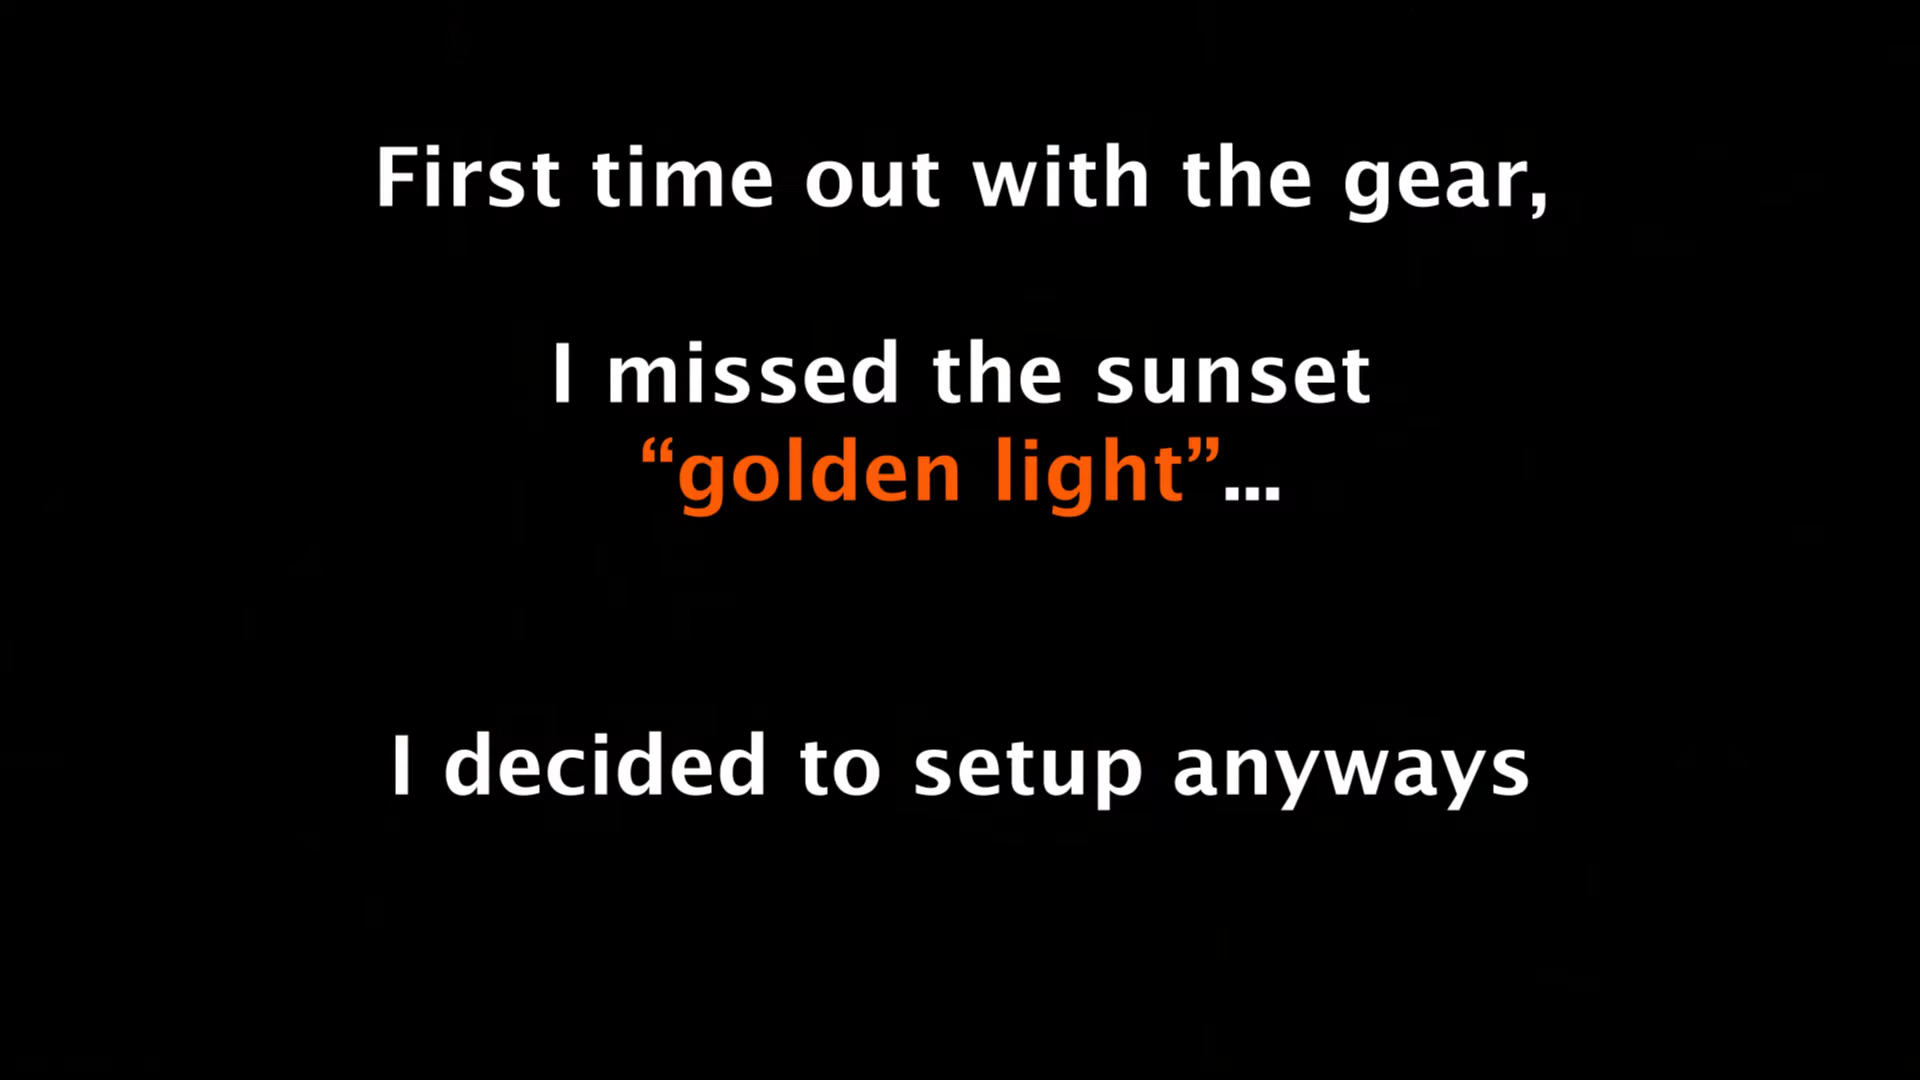 First time out with the gear,
I missed the sunset
“golden light”...
I decided to setup anyways